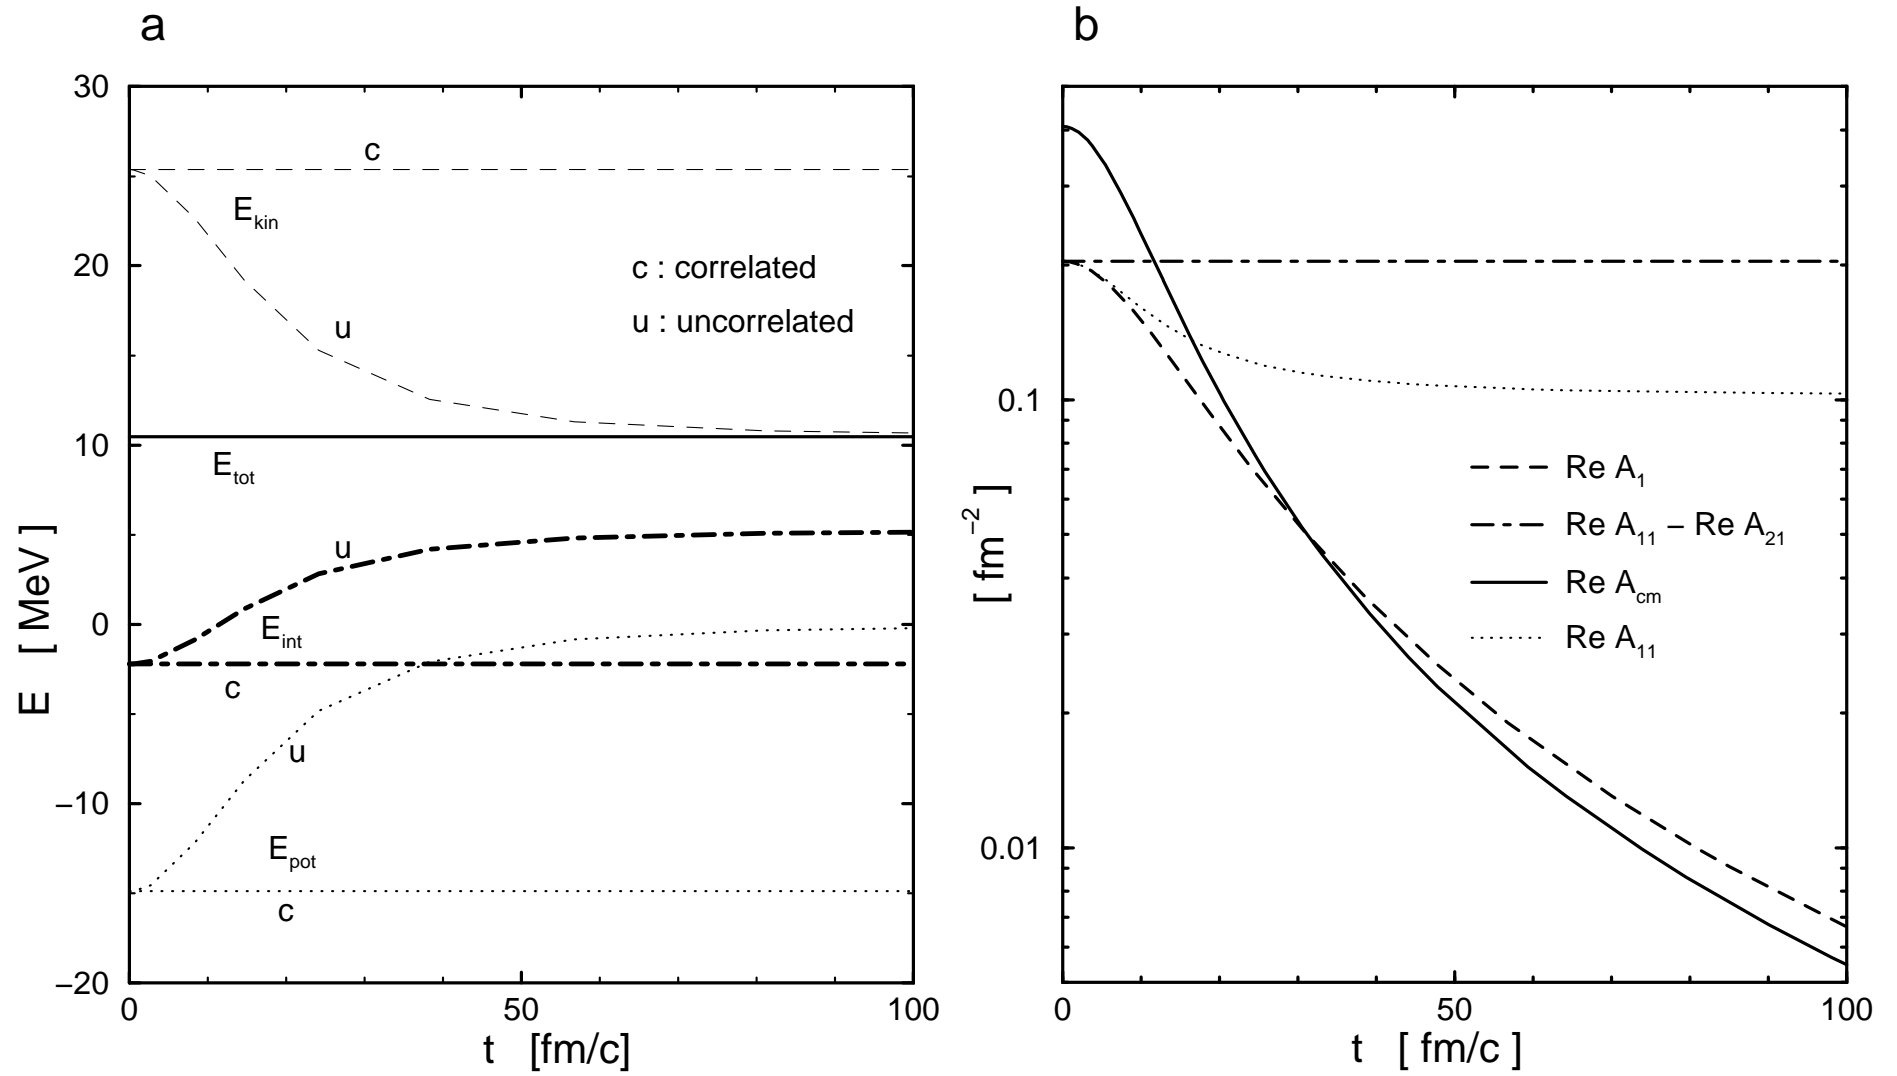 a
30
20
10
0
−10
−20
E [ MeV ]
c
E_kin
c : correlated
u : uncorrelated
u
E_tot
u
E_int
c
u
E_pot
c
0 50 100
t [fm/c]
b
0.1
0.01
[ fm⁻² ]
Re A_1
Re A_11 − Re A_21
Re A_cm
Re A_11
0 50 100
t [ fm/c ]